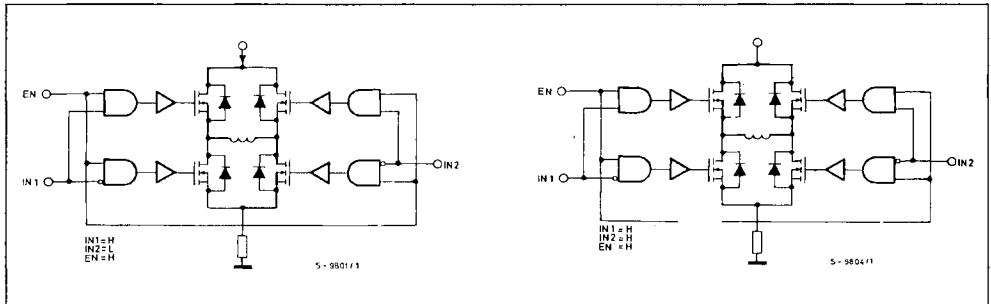 EN
IN1
IN2
IN1=H
IN2=L
EN=H
S-9801/1
EN
IN1
IN2
IN1=H
IN2=H
EN=H
S-9804/1